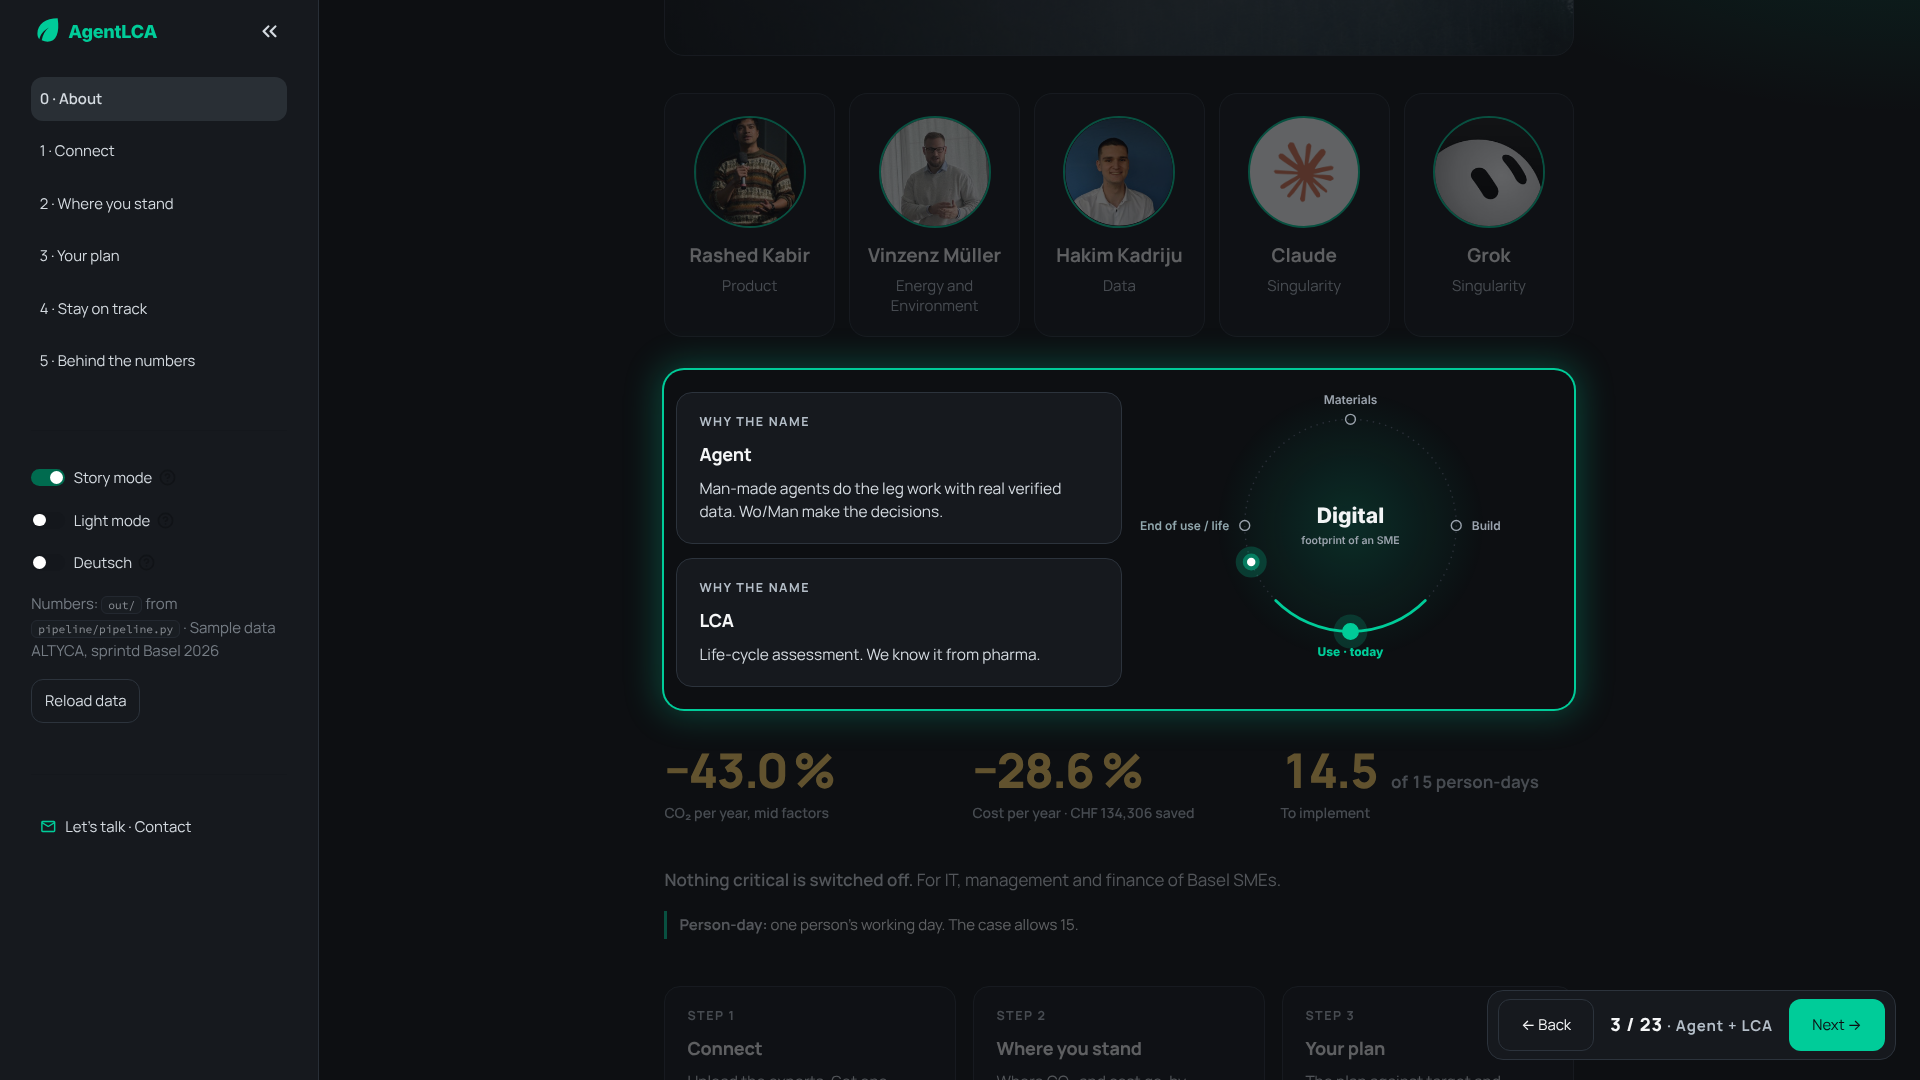 AgentLCA
0 · About
1 · Connect
2 · Where you stand
3 · Your plan
4 · Stay on track
5 · Behind the numbers
Story mode
Light mode
Deutsch
Numbers: out/ from
pipeline/pipeline.py · Sample data
ALTYCA, sprintd Basel 2026
Reload data
Let's talk · Contact
Rashed Kabir
Product
Vinzenz Müller
Energy and
Environment
Hakim Kadriju
Data
Claude
Singularity
Grok
Singularity
WHY THE NAME
Agent
Man-made agents do the leg work with real verified
data. Wo/Man make the decisions.
WHY THE NAME
LCA
Life-cycle assessment. We know it from pharma.
Materials
End of use / life
Digital
footprint of an SME
Build
Use · today
−43.0 %
CO₂ per year, mid factors
−28.6 %
Cost per year · CHF 134,306 saved
14.5 of 15 person-days
To implement
Nothing critical is switched off. For IT, management and finance of Basel SMEs.
Person-day: one person's working day. The case allows 15.
STEP 1
Connect
STEP 2
Where you stand
STEP 3
Your plan
← Back
3 / 23 · Agent + LCA
Next →